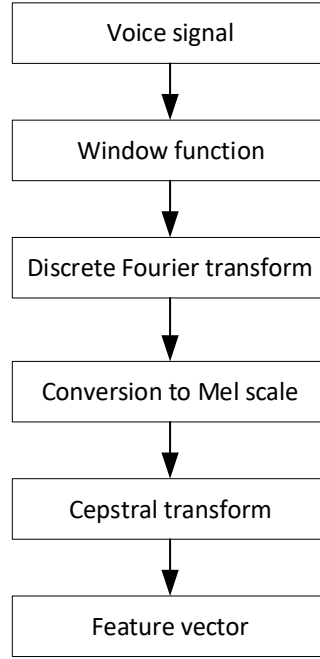 Voice signal
Window function
Discrete Fourier transform
Conversion to Mel scale
Cepstral transform
Feature vector